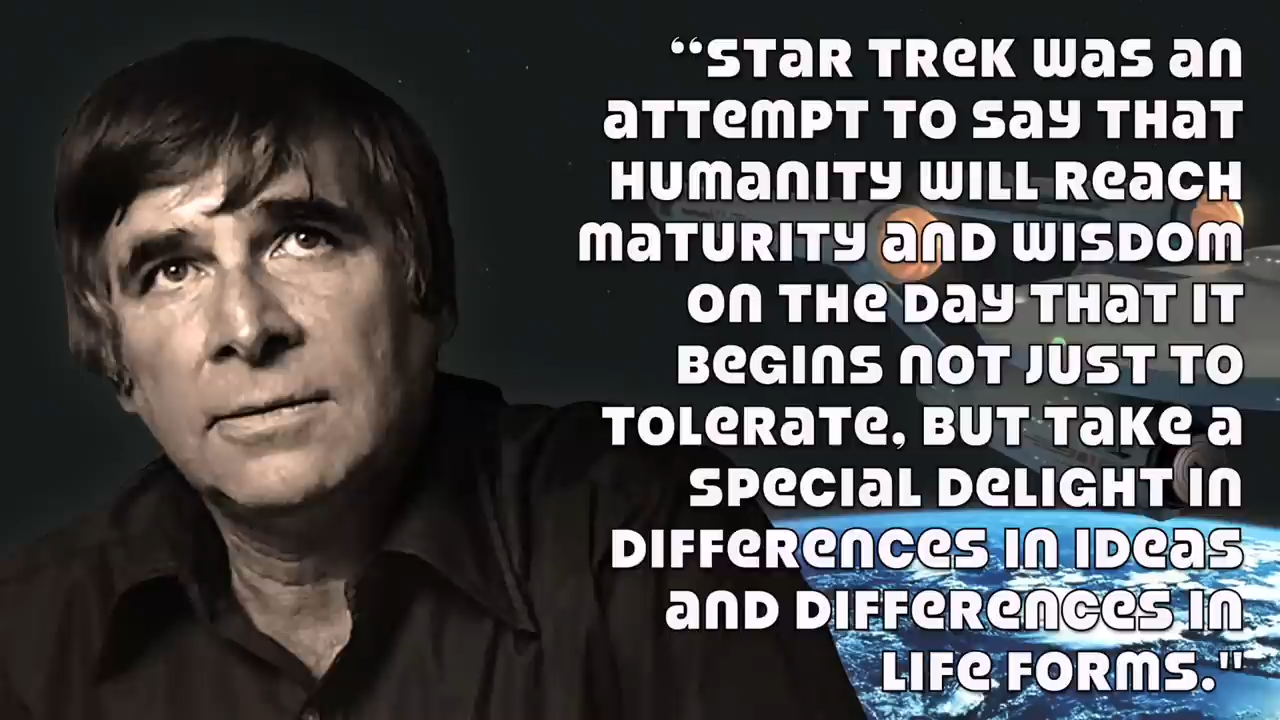 “STAR TREK WAS AN
ATTEMPT TO SAY THAT
HUMANITY WILL REACH
MATURITY AND WISDOM
ON THE DAY THAT IT
BEGINS NOT JUST TO
TOLERATE, BUT TAKE A
SPECIAL DELIGHT IN
DIFFERENCES IN IDEAS
AND DIFFERENCES IN
LIFE FORMS."